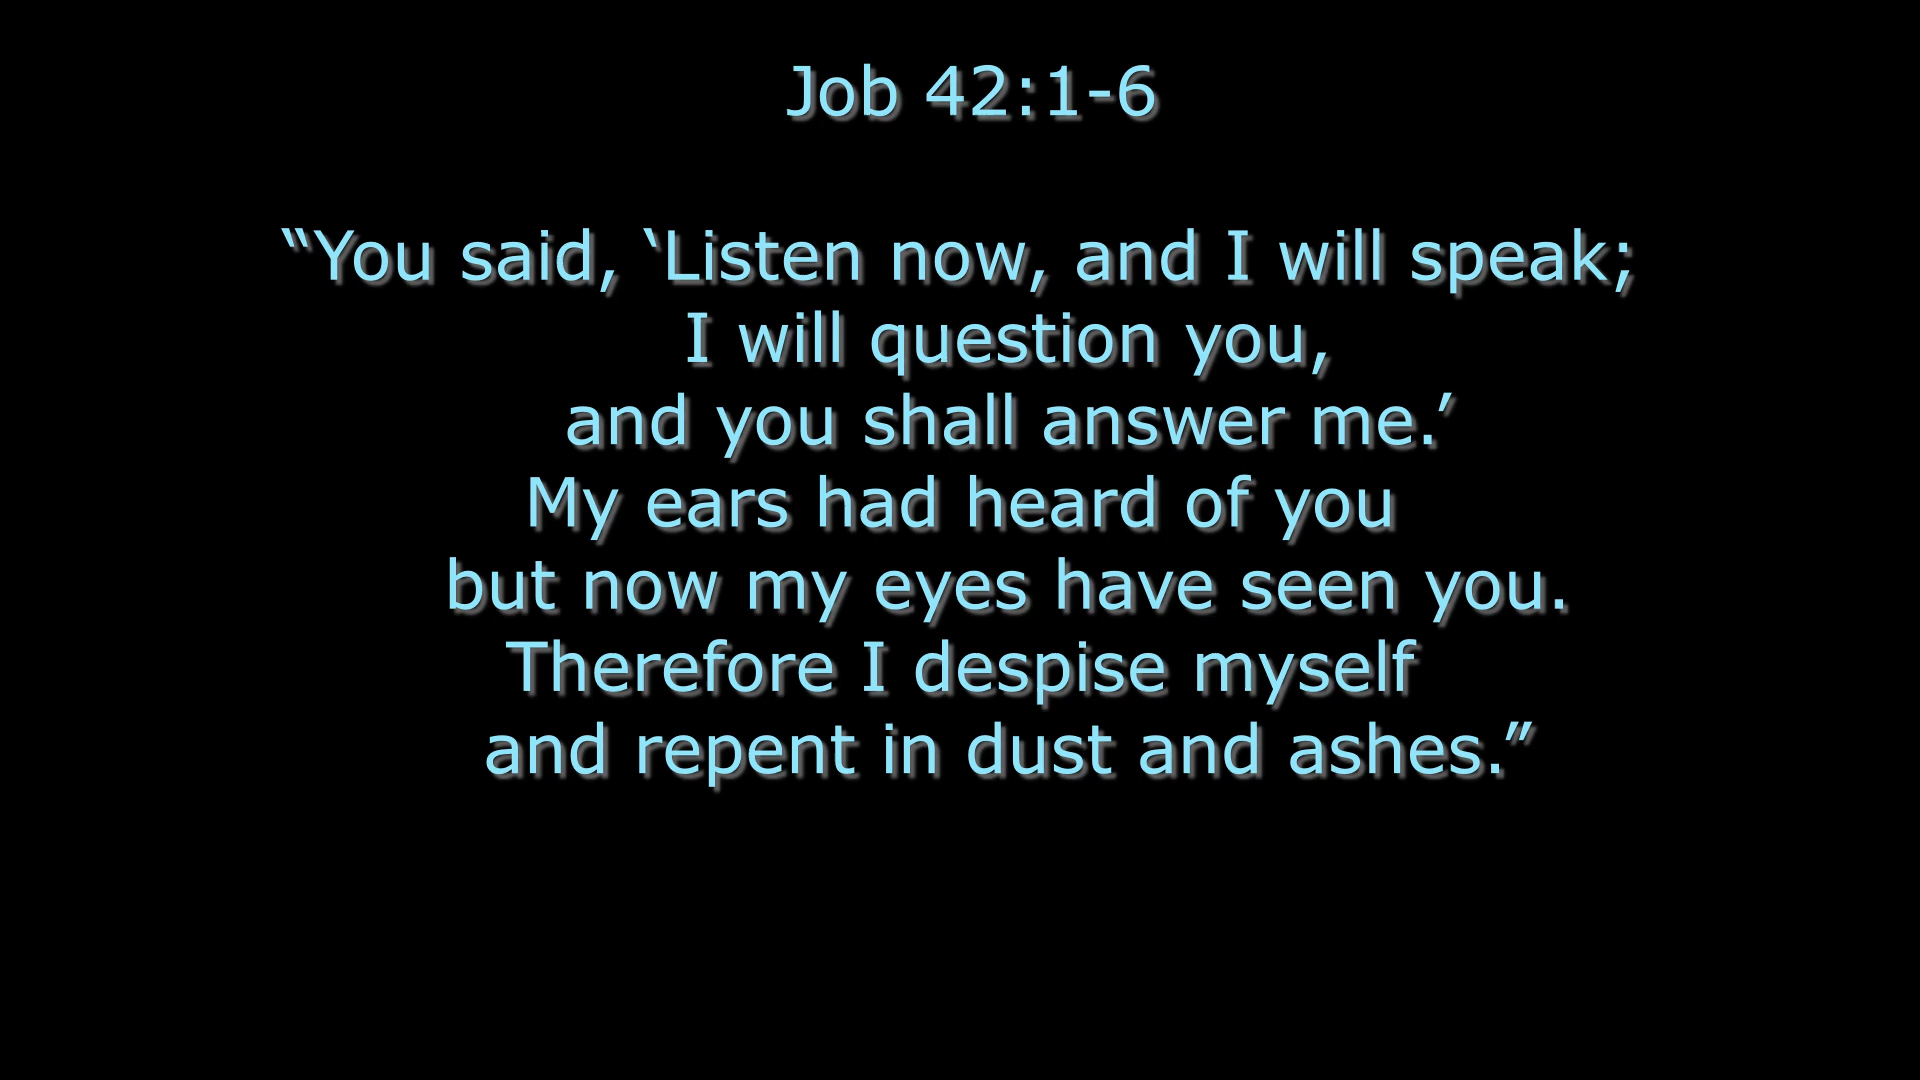 Job 42:1-6
“You said, ‘Listen now, and I will speak;
I will question you,
and you shall answer me.’
My ears had heard of you
but now my eyes have seen you.
Therefore I despise myself
and repent in dust and ashes.”